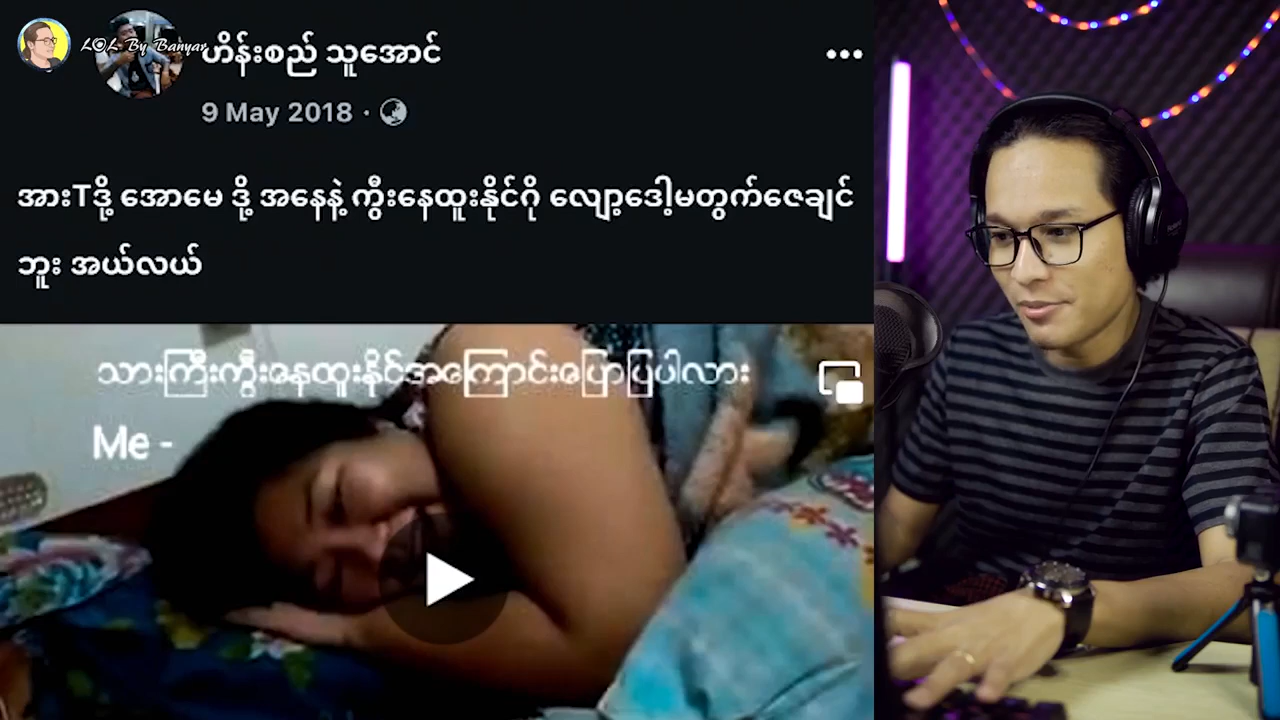 LOL By Banyar
ဟိန်းစည် သူအောင်
9 May 2018 ·
အားTဒို့ အောမေ ဒို့ အနေနဲ့ ကွီးနေထူးနိုင်ဂို လျော့ဒေါ့မတွက်ဇေချင်
ဘူး အယ်လယ်
သားကြီးကွီးနေထူးနိုင်အကြောင်းပြောပြပါလား
Me -